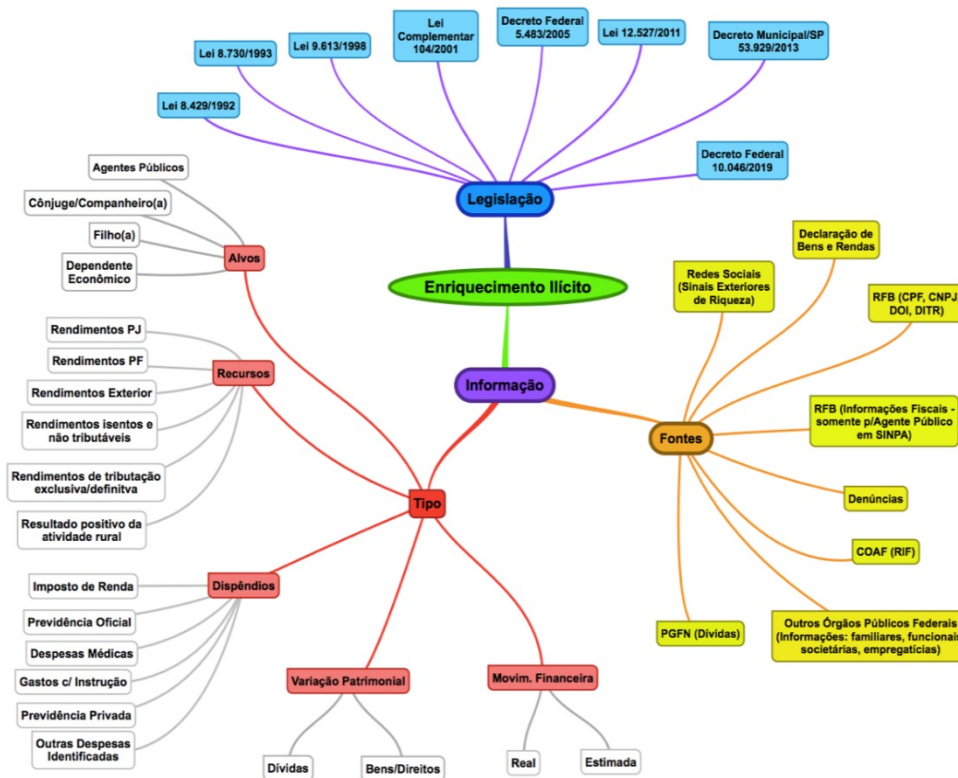 Lei 8.730/1993
Lei 9.613/1998
Lei
Complementar
104/2001
Decreto Federal
5.483/2005
Lei 12.527/2011
Decreto Municipal/SP
53.929/2013
Lei 8.429/1992
Decreto Federal
10.046/2019
Legislação
Enriquecimento Ilícito
Informação
Agentes Públicos
Cônjuge/Companheiro(a)
Filho(a)
Dependente
Econômico
Alvos
Rendimentos PJ
Rendimentos PF
Rendimentos Exterior
Rendimentos isentos e
não tributáveis
Rendimentos de tributação
exclusiva/definitva
Resultado positivo da
atividade rural
Recursos
Tipo
Dispêndios
Imposto de Renda
Previdência Oficial
Despesas Médicas
Gastos c/ Instrução
Previdência Privada
Outras Despesas
Identificadas
Variação Patrimonial
Dívidas
Bens/Direitos
Movim. Financeira
Real
Estimada
Fontes
Redes Sociais
(Sinais Exteriores
de Riqueza)
Declaração de
Bens e Rendas
RFB (CPF, CNPJ,
DOI, DITR)
RFB (Informações Fiscais -
somente p/Agente Público
em SINPA)
Denúncias
COAF (RIF)
Outros Órgãos Públicos Federais
(Informações: familiares, funcionais
societárias, empregatícias)
PGFN (Dívidas)